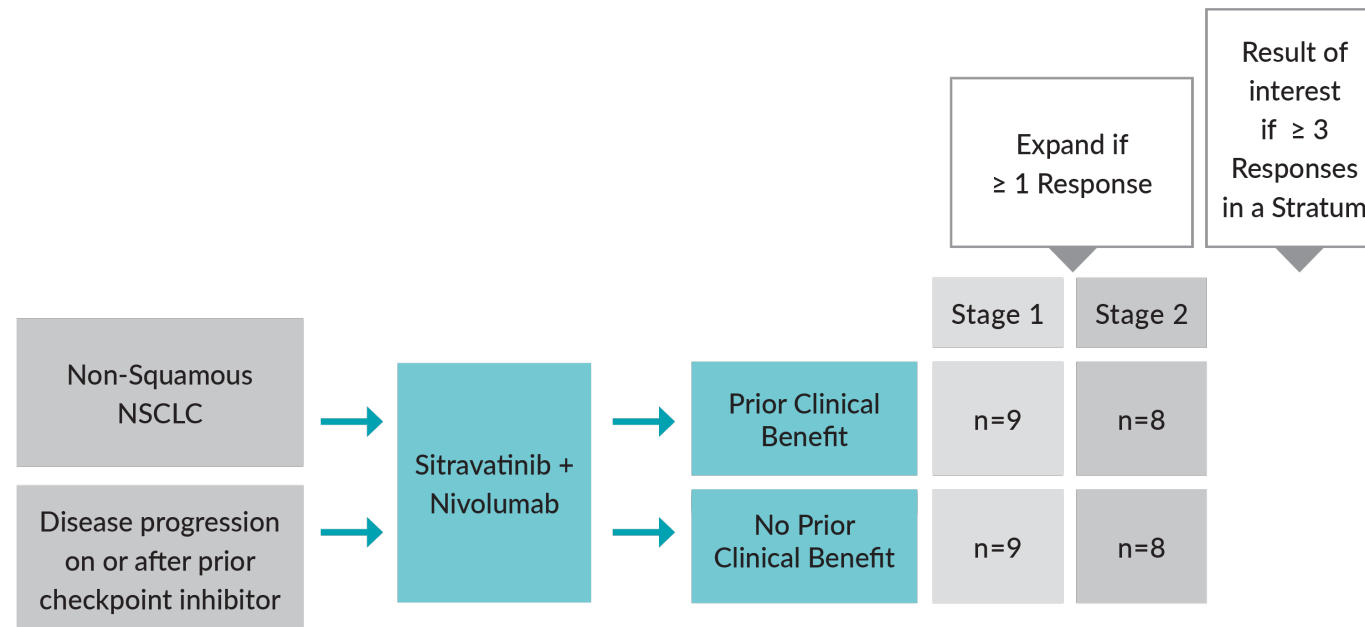 Result of
interest
if ≥ 3
Responses
in a Stratum
Expand if
≥ 1 Response
Stage 1
Stage 2
Non-Squamous
NSCLC
Disease progression
on or after prior
checkpoint inhibitor
Sitravatinib +
Nivolumab
Prior Clinical
Benefit
n=9
n=8
No Prior
Clinical Benefit
n=9
n=8